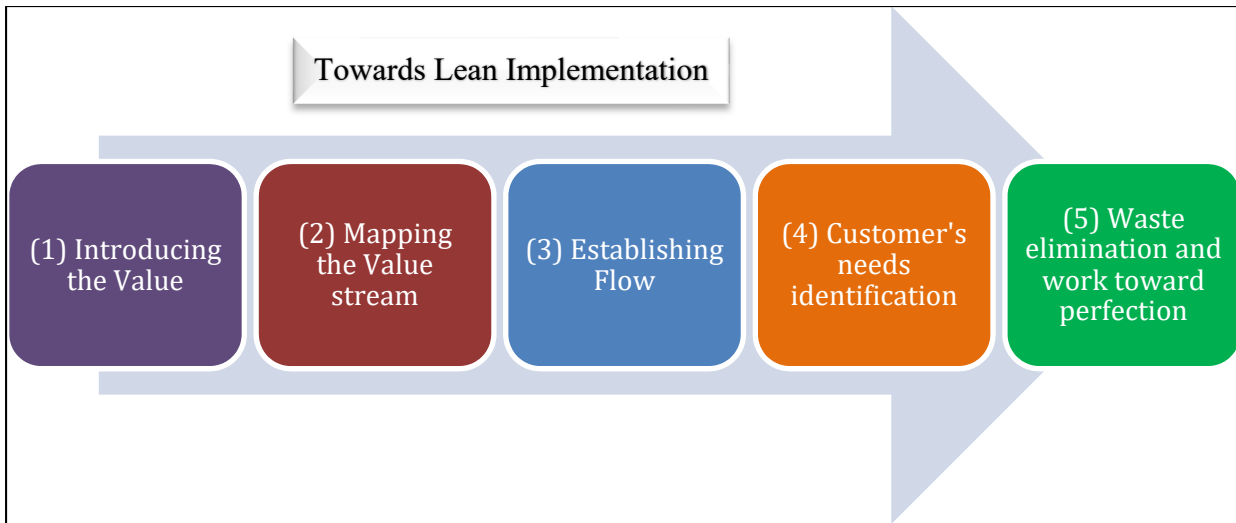 Towards Lean Implementation
(1) Introducing
the Value
(2) Mapping
the Value
stream
(3) Establishing
Flow
(4) Customer's
needs
identification
(5) Waste
elimination and
work toward
perfection